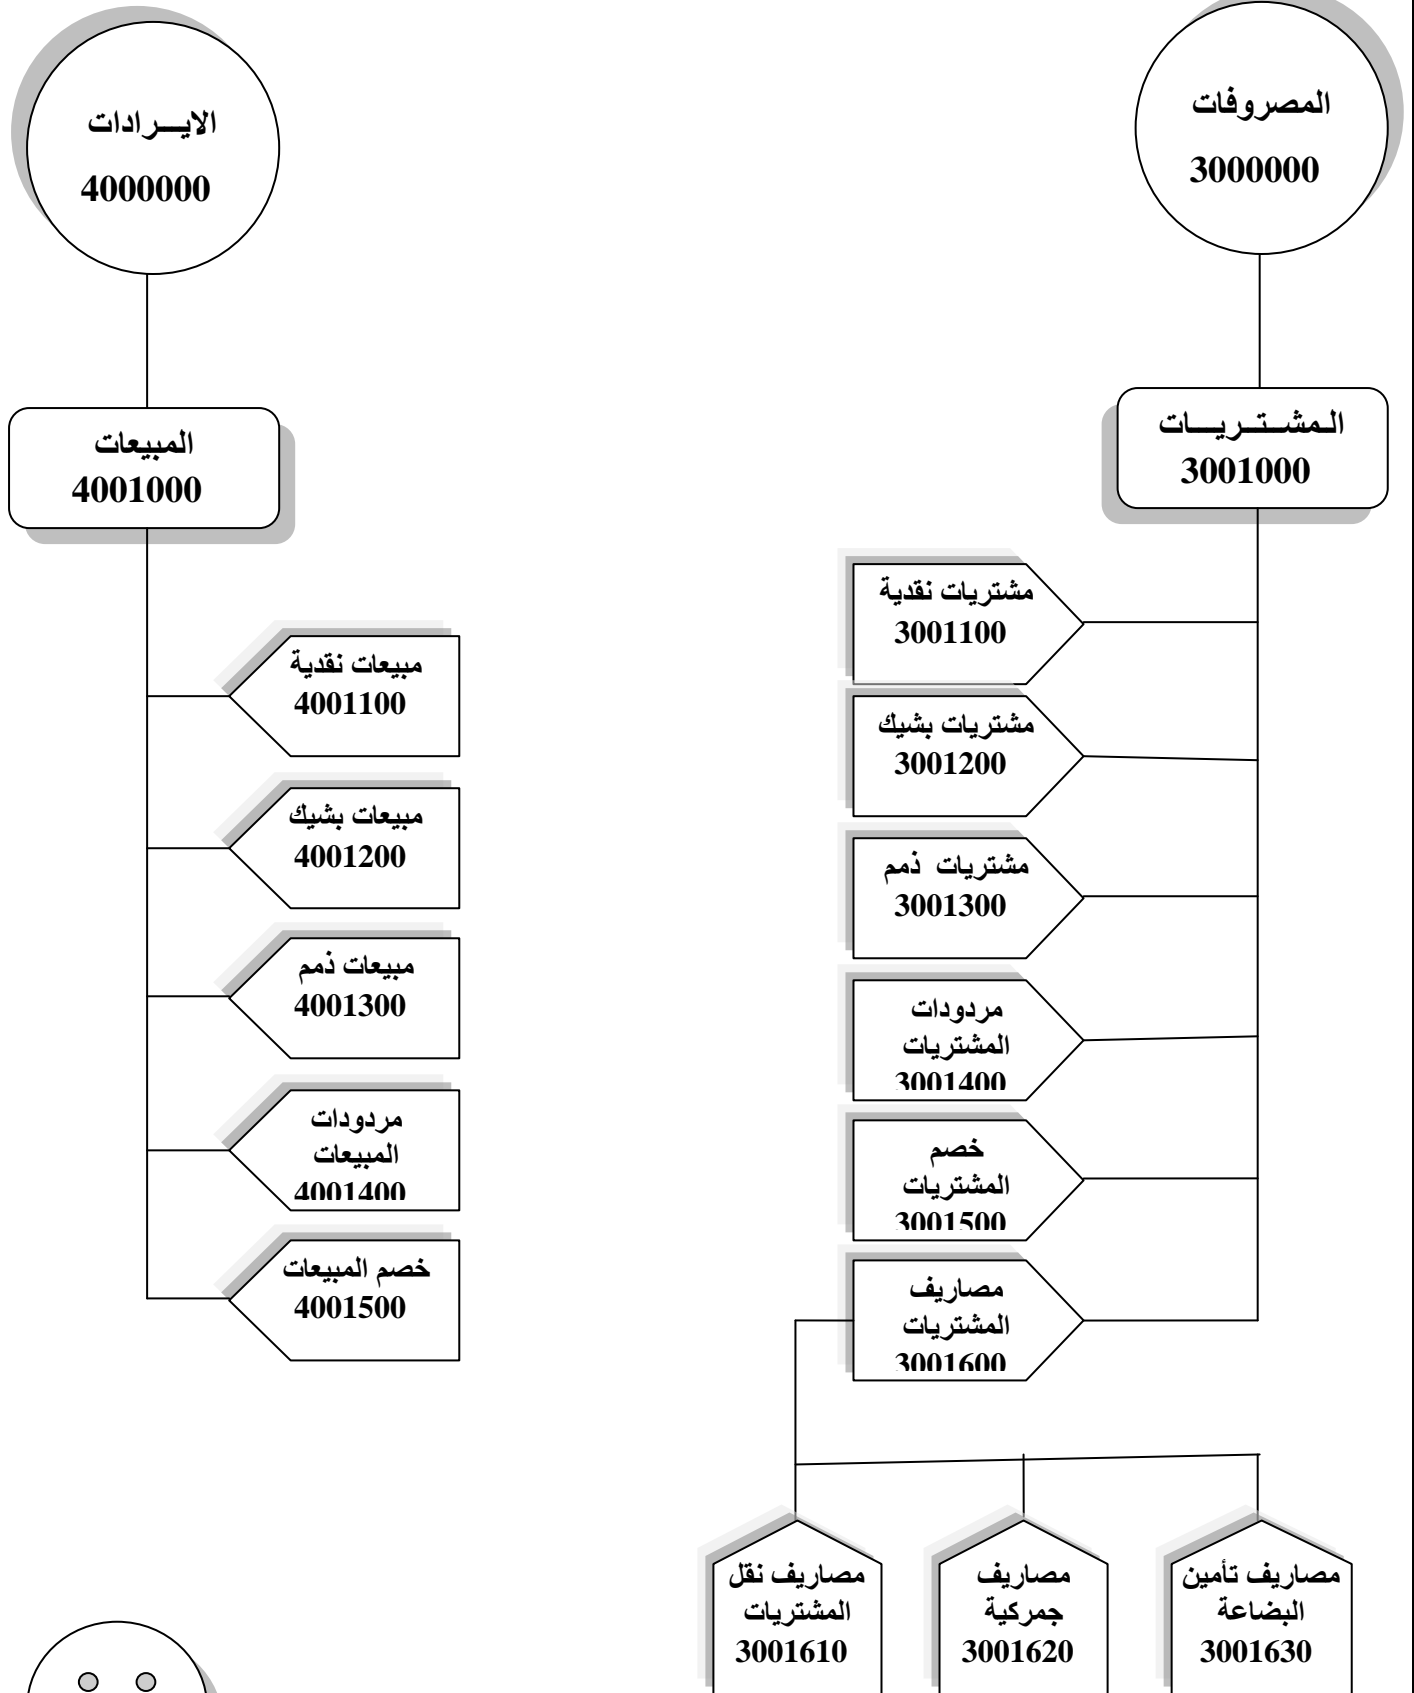 المصروفات
3000000
المشتريات
3001000
مشتريات نقدية
3001100
مشتريات بشيك
3001200
مشتريات ذمم
3001300
مردودات
المشتريات
3001400
خصم
المشتريات
3001500
مصاريف
المشتريات
3001600
مصاريف تأمين
البضاعة
3001630
مصاريف
جمركية
3001620
مصاريف نقل
المشتريات
3001610
الايــرادات
4000000
المبيعات
4001000
مبيعات نقدية
4001100
مبيعات بشيك
4001200
مبيعات ذمم
4001300
مردودات
المبيعات
4001400
خصم المبيعات
4001500